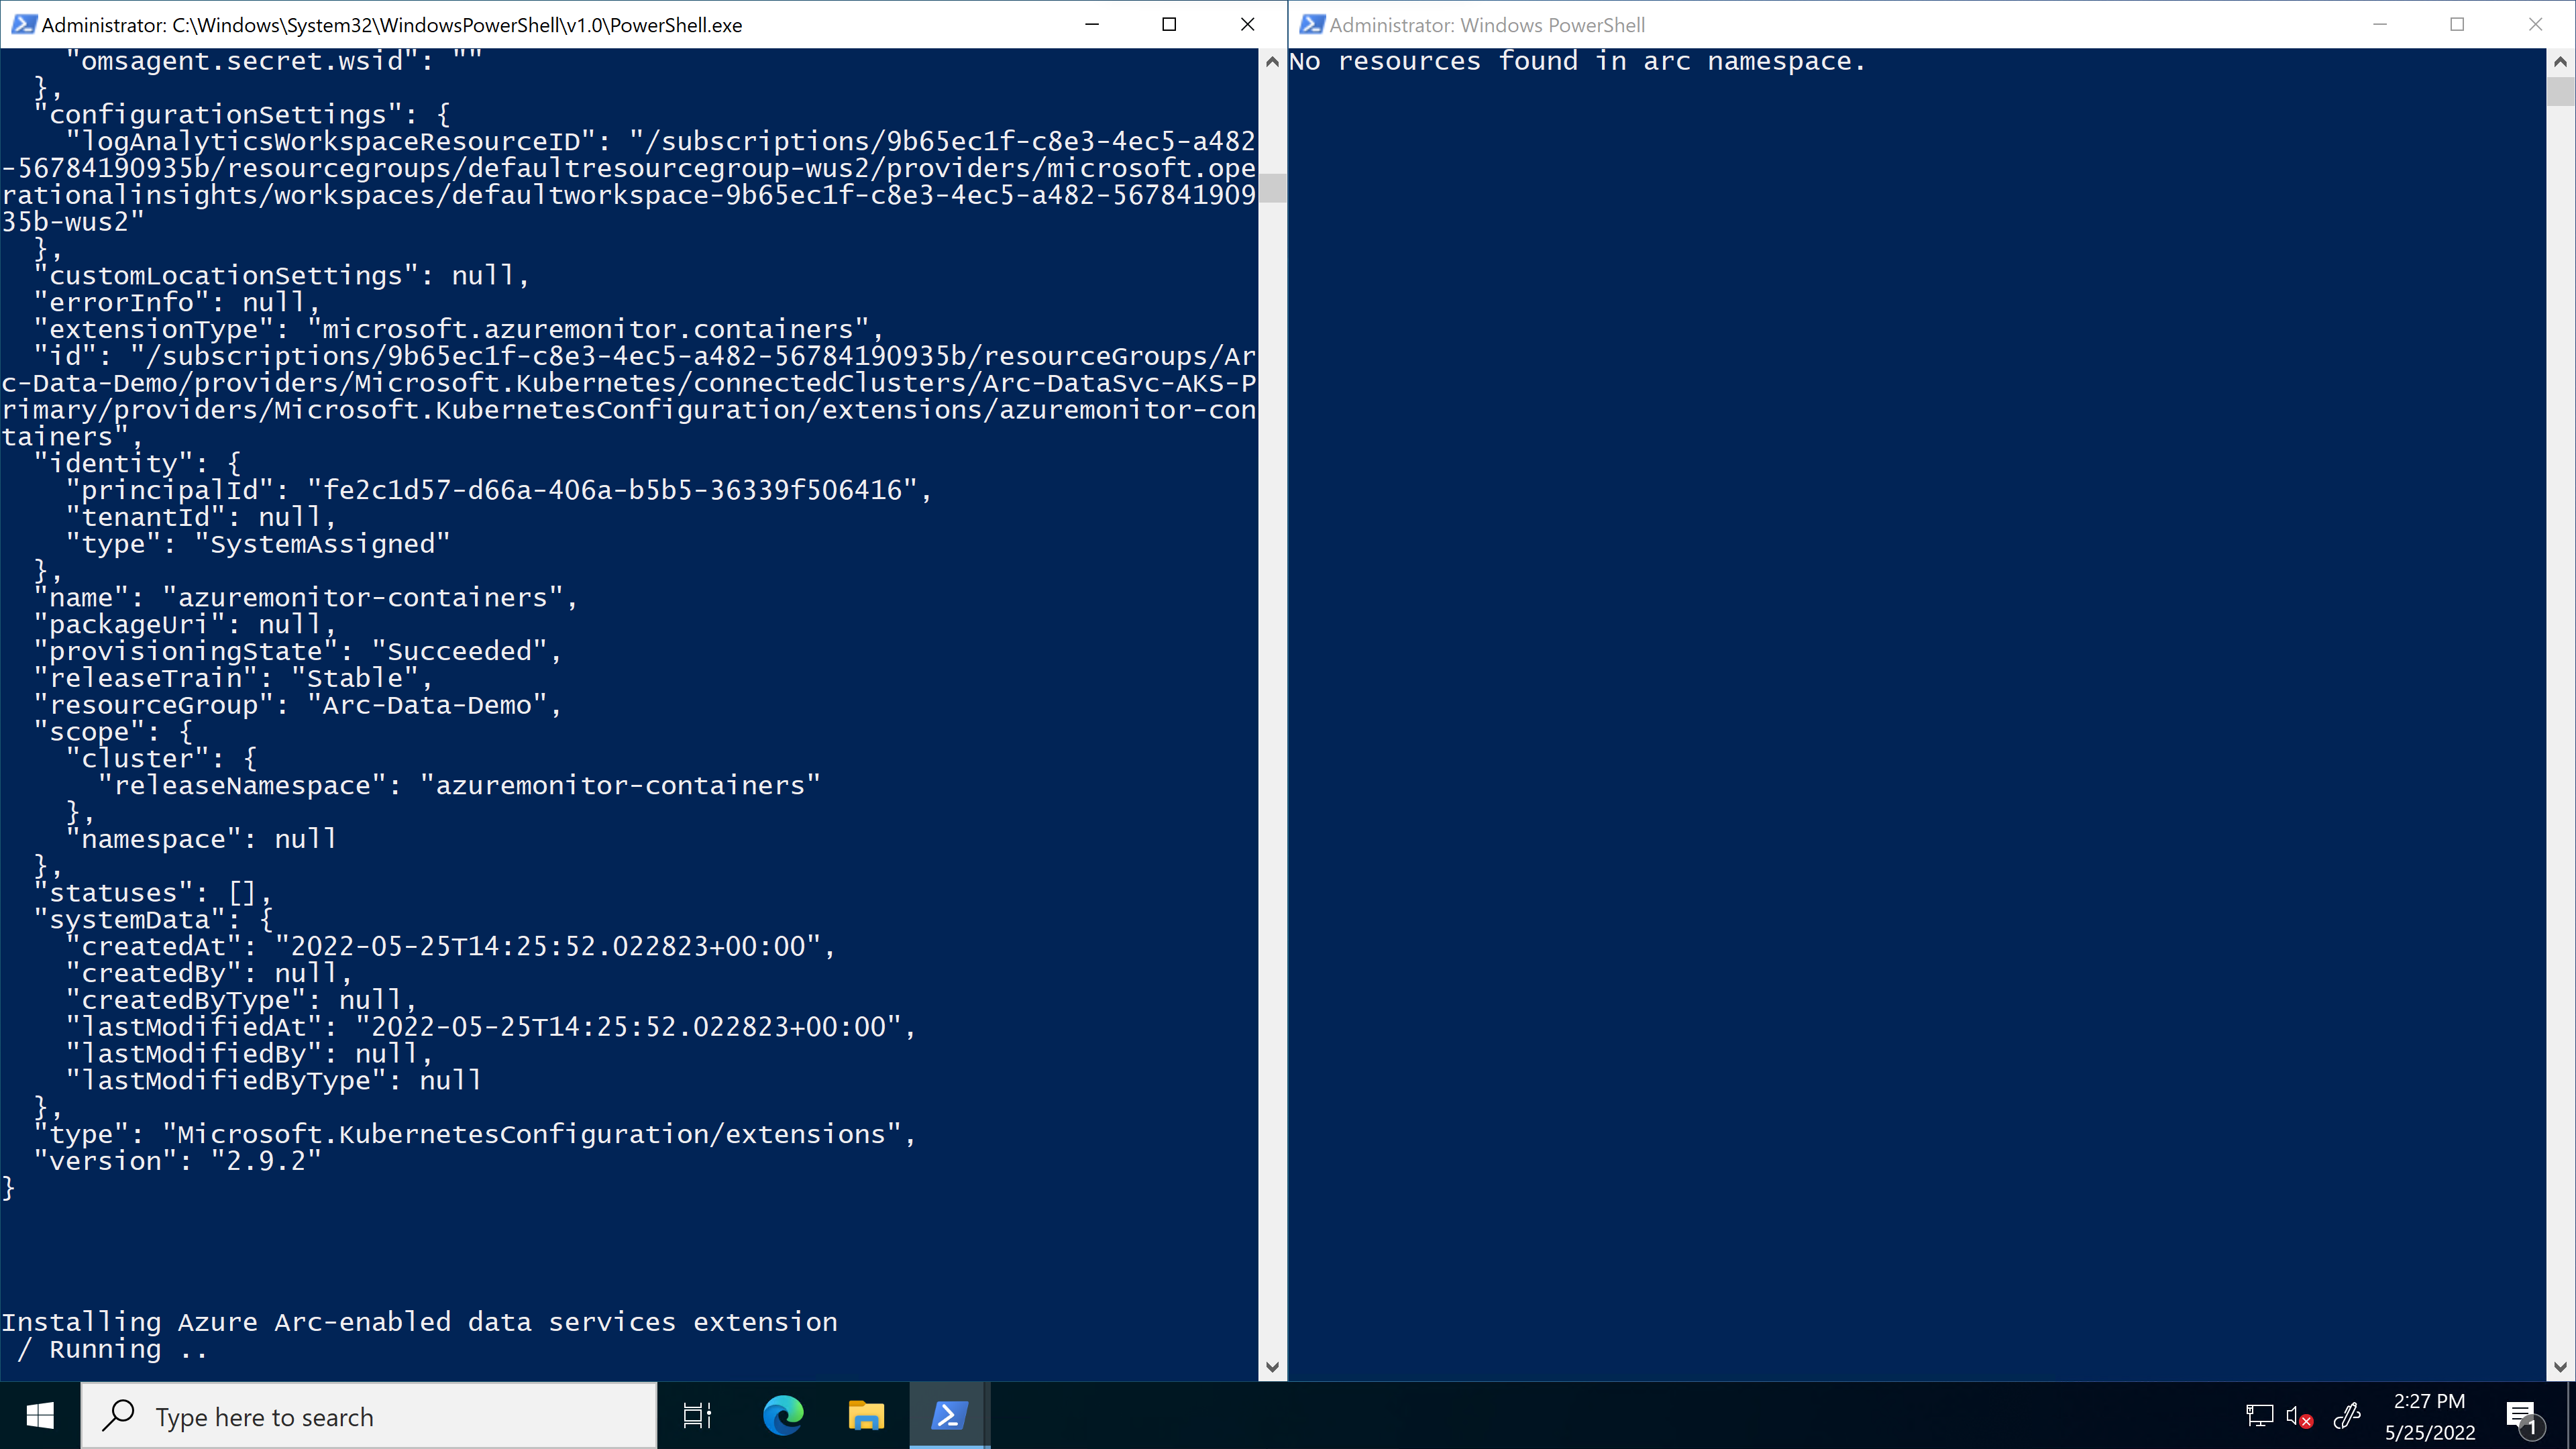 Administrator: C:\Windows\System32\WindowsPowerShell\v1.0\PowerShell.exe
    "omsagent.secret.wsid": ""
  },
  "configurationSettings": {
    "logAnalyticsWorkspaceResourceID": "/subscriptions/9b65ec1f-c8e3-4ec5-a482
-56784190935b/resourcegroups/defaultresourcegroup-wus2/providers/microsoft.ope
rationalinsights/workspaces/defaultworkspace-9b65ec1f-c8e3-4ec5-a482-567841909
35b-wus2"
  },
  "customLocationSettings": null,
  "errorInfo": null,
  "extensionType": "microsoft.azuremonitor.containers",
  "id": "/subscriptions/9b65ec1f-c8e3-4ec5-a482-56784190935b/resourceGroups/Ar
c-Data-Demo/providers/Microsoft.Kubernetes/connectedClusters/Arc-DataSvc-AKS-P
rimary/providers/Microsoft.KubernetesConfiguration/extensions/azuremonitor-con
tainers",
  "identity": {
    "principalId": "fe2c1d57-d66a-406a-b5b5-36339f506416",
    "tenantId": null,
    "type": "SystemAssigned"
  },
  "name": "azuremonitor-containers",
  "packageUri": null,
  "provisioningState": "Succeeded",
  "releaseTrain": "Stable",
  "resourceGroup": "Arc-Data-Demo",
  "scope": {
    "cluster": {
      "releaseNamespace": "azuremonitor-containers"
    },
    "namespace": null
  },
  "statuses": [],
  "systemData": {
    "createdAt": "2022-05-25T14:25:52.022823+00:00",
    "createdBy": null,
    "createdByType": null,
    "lastModifiedAt": "2022-05-25T14:25:52.022823+00:00",
    "lastModifiedBy": null,
    "lastModifiedByType": null
  },
  "type": "Microsoft.KubernetesConfiguration/extensions",
  "version": "2.9.2"
}
Installing Azure Arc-enabled data services extension
 / Running ..
Administrator: Windows PowerShell
No resources found in arc namespace.
Type here to search
2:27 PM
5/25/2022
1